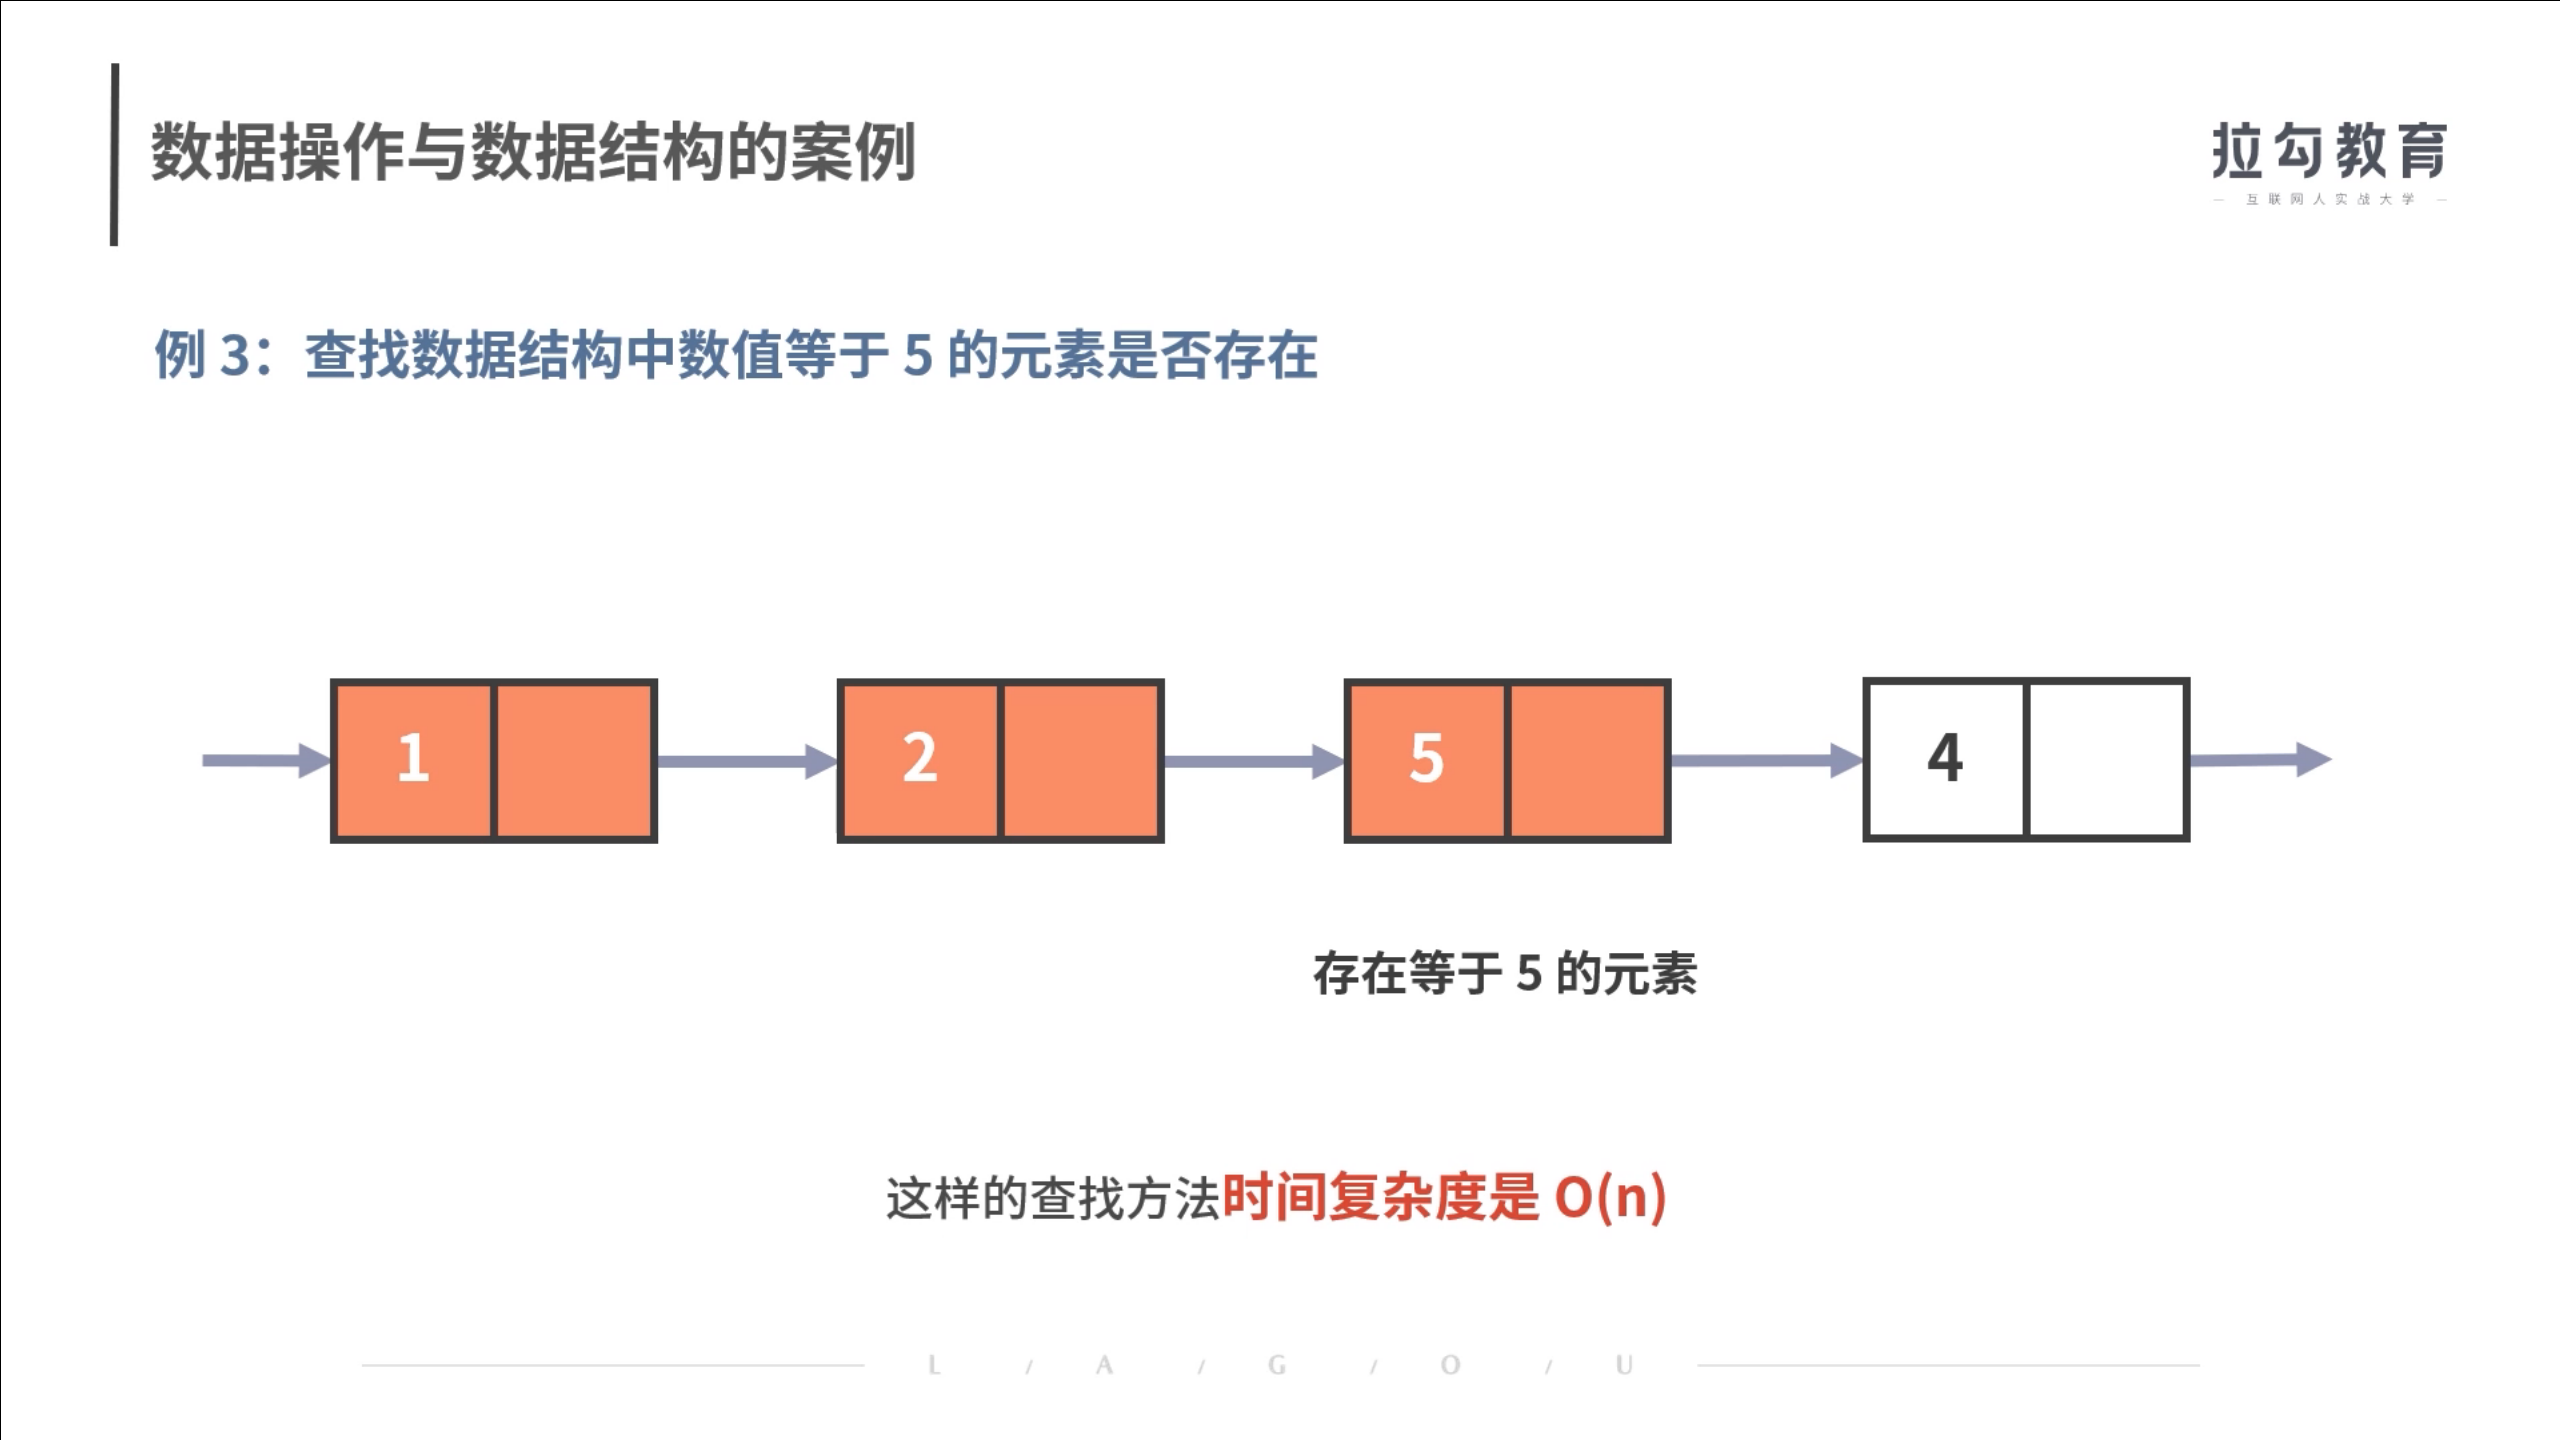 数据操作与数据结构的案例
拉勾教育
— 互联网人实战大学 —
例 3：查找数据结构中数值等于 5 的元素是否存在
1 2 5 4
存在等于 5 的元素
这样的查找方法时间复杂度是 O(n)
L / A / G / O / U